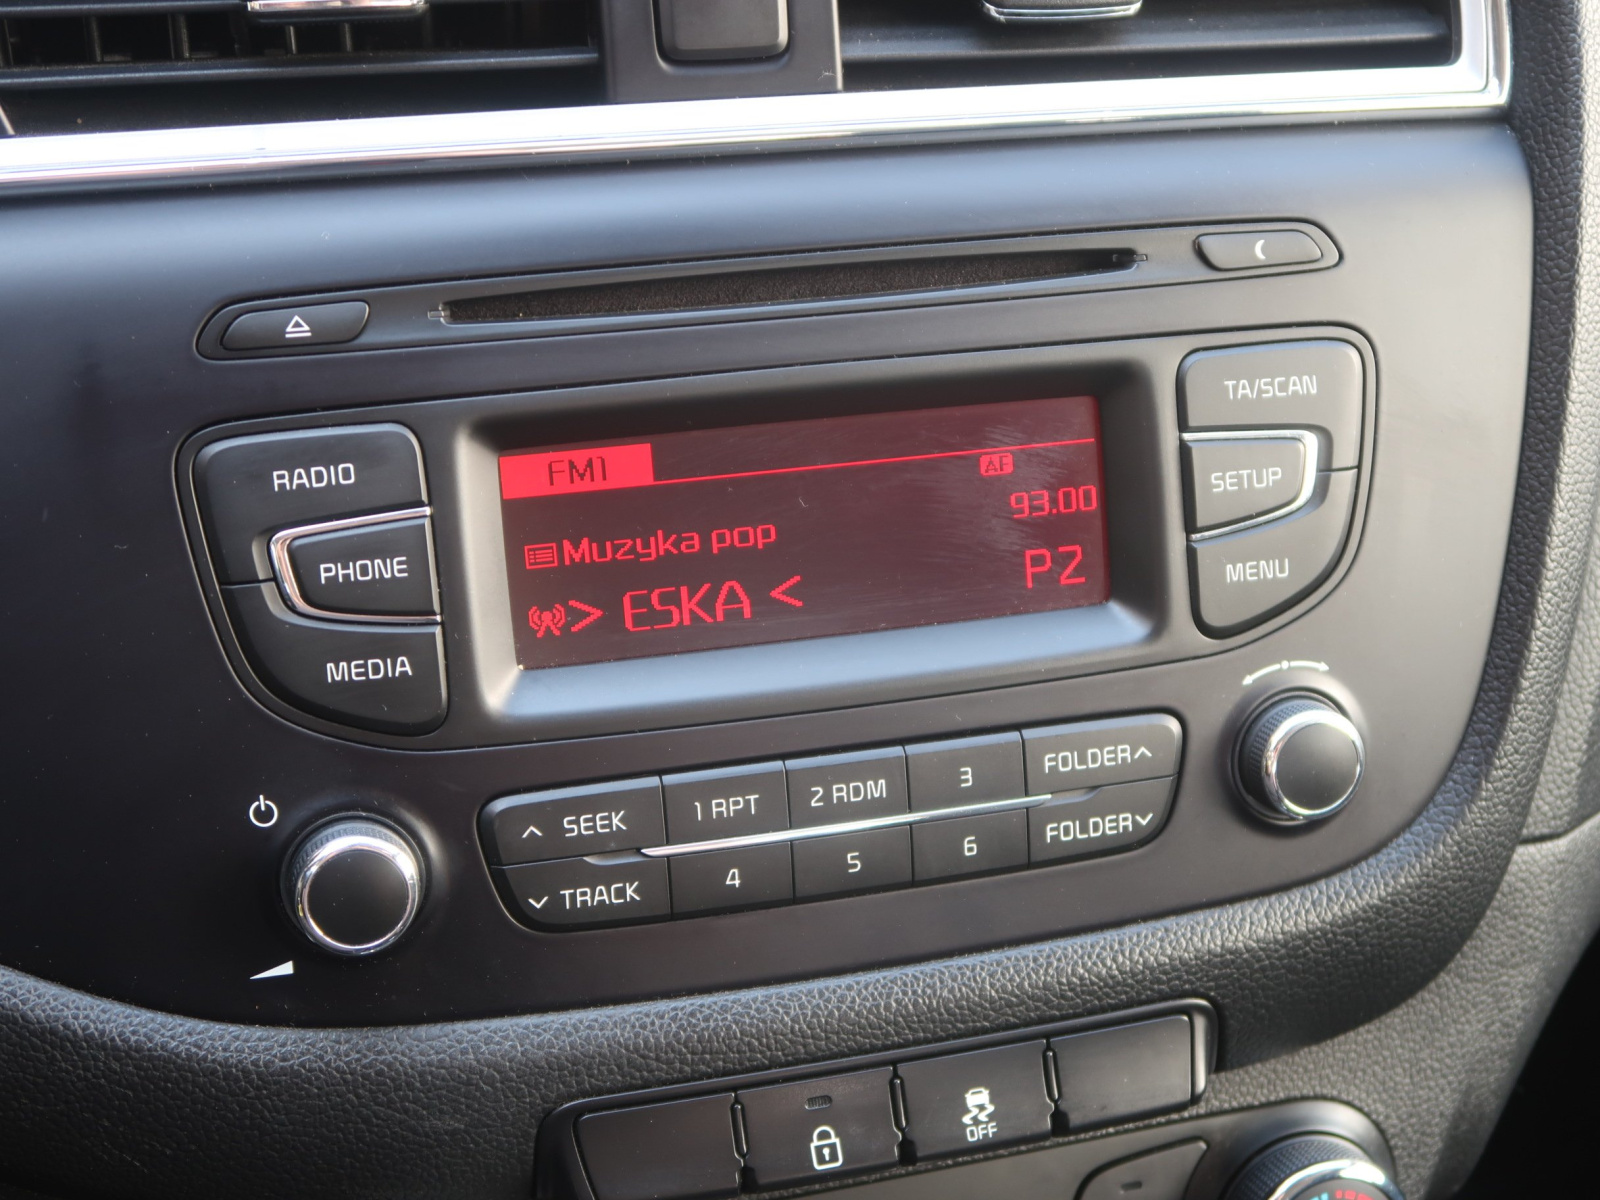 TA/SCAN
RADIO
FM1
AF
SETUP
93.00
Muzyka pop
PHONE
MENU
> ESKA <
P2
MEDIA
SEEK
1 RPT
2 RDM
3
FOLDER
TRACK
4
5
6
FOLDER
OFF